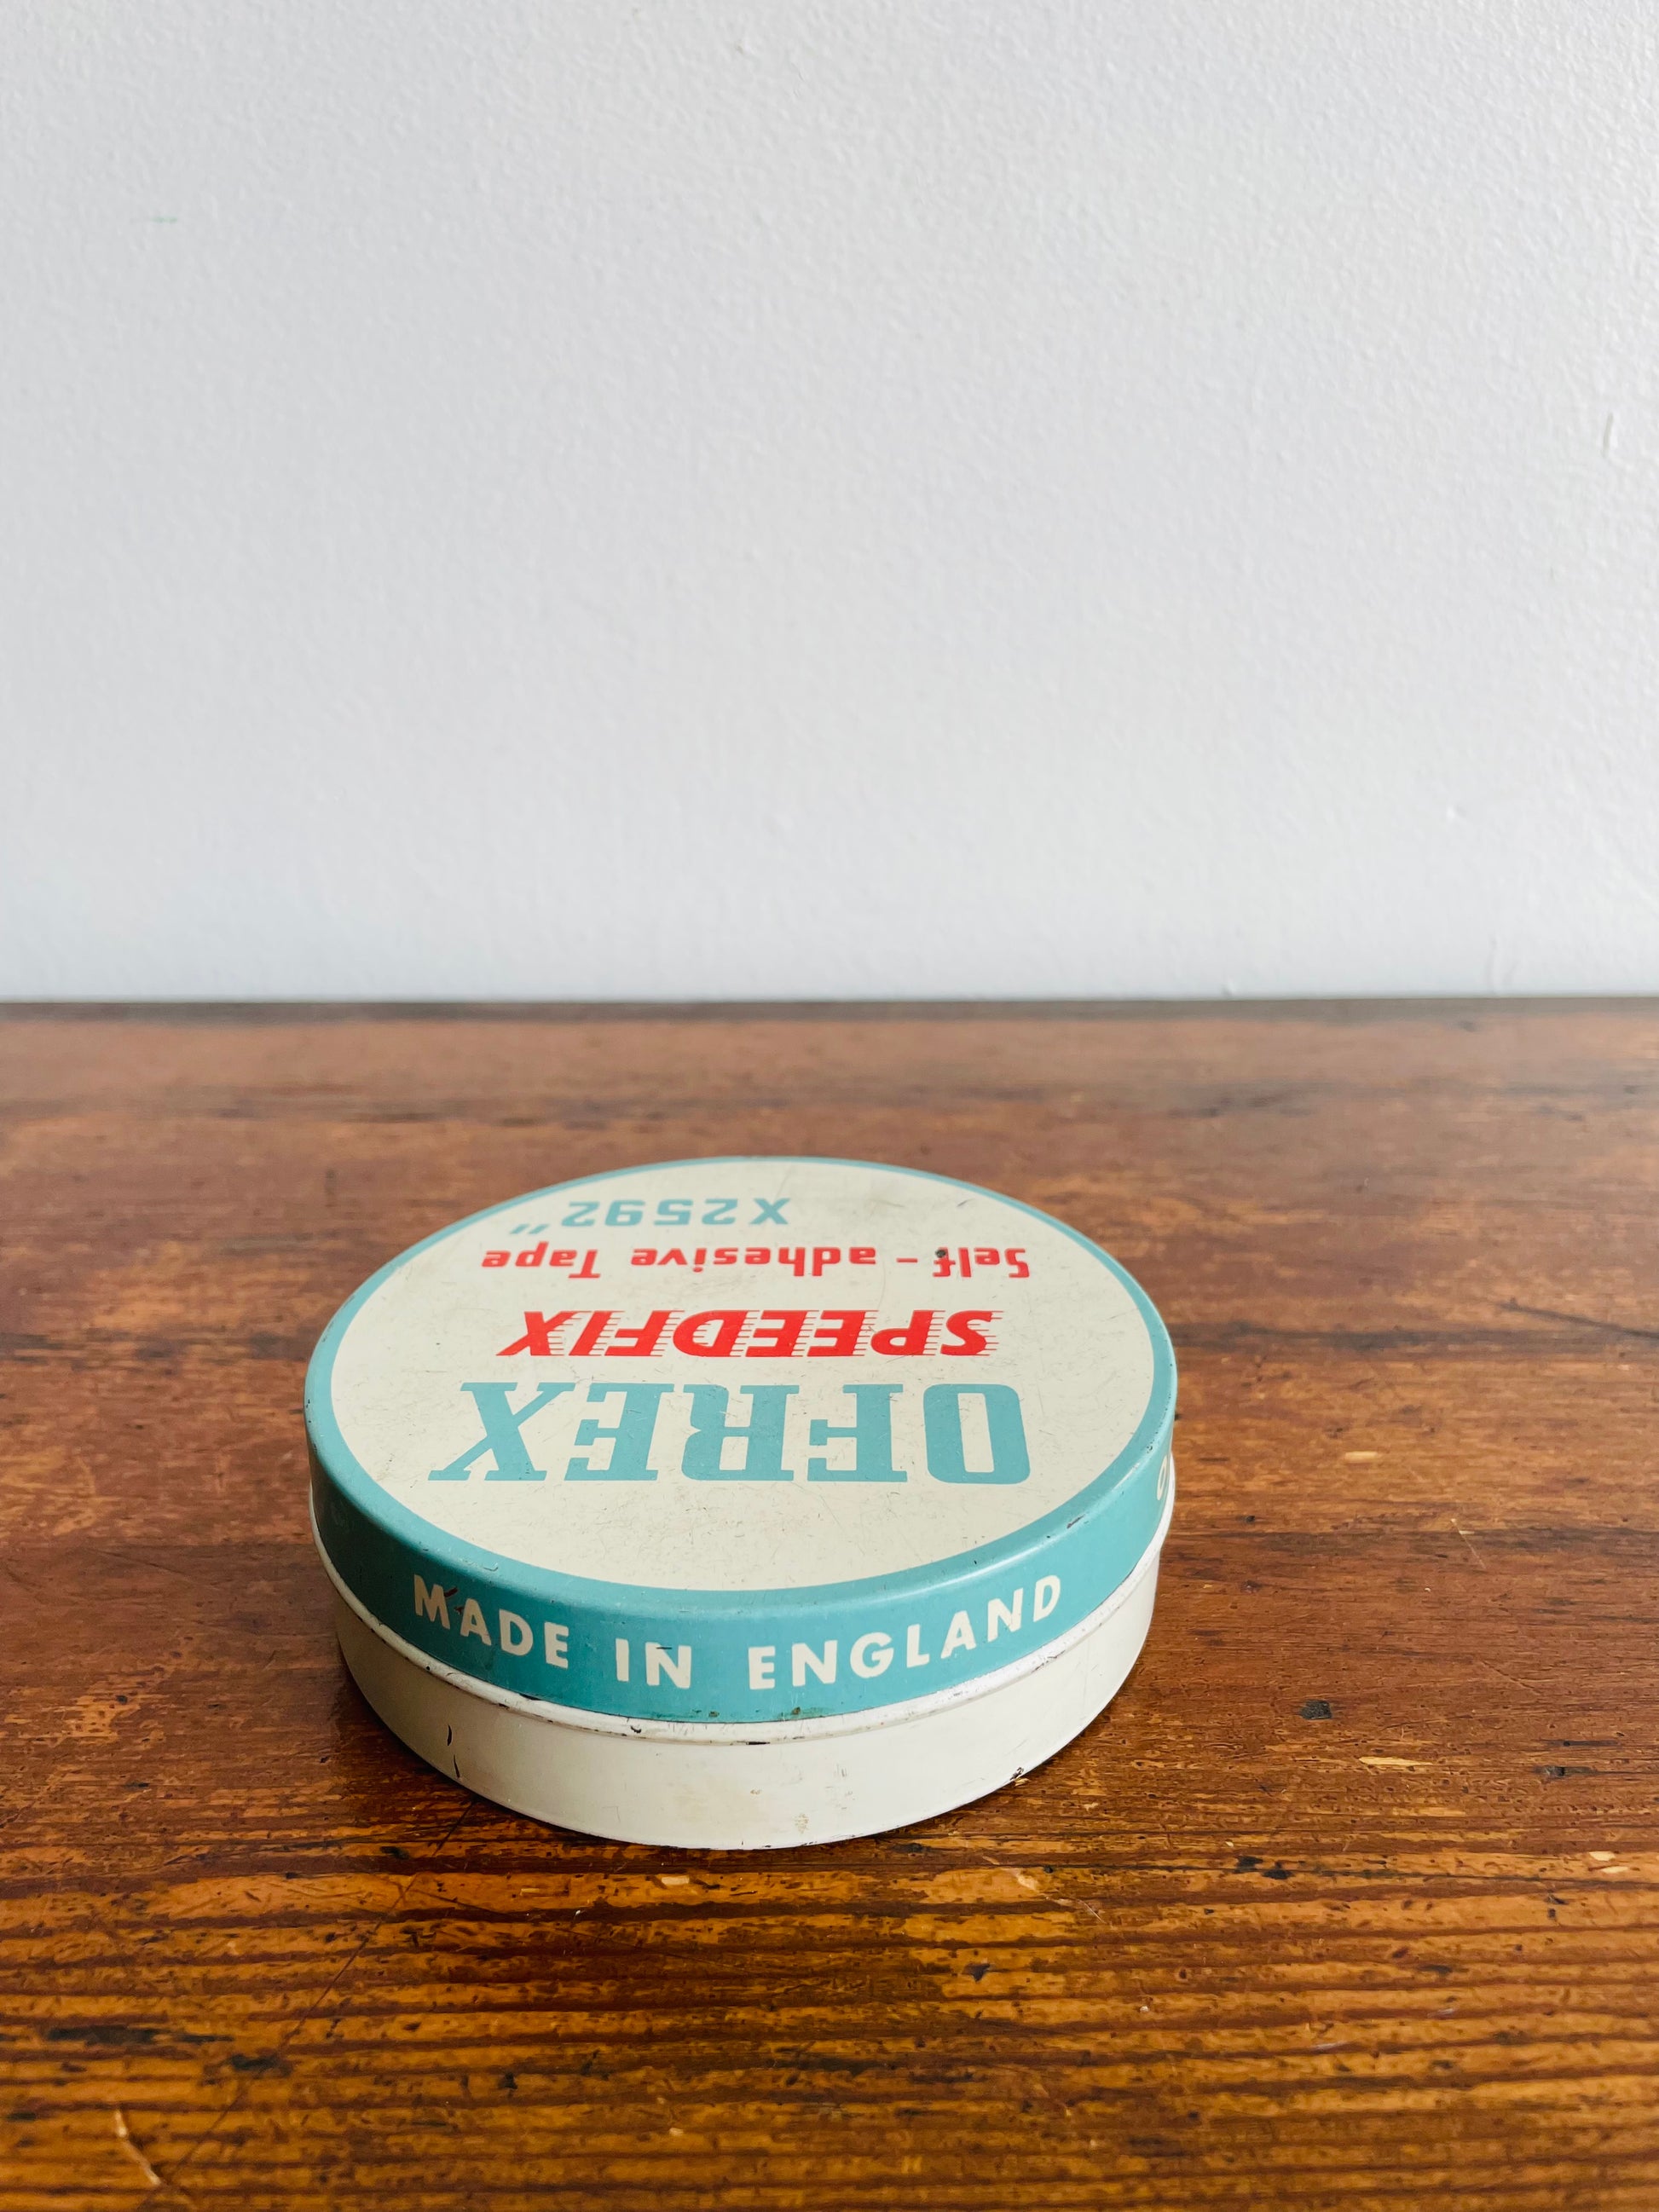 OFREX
SPEEDFIX
Self-adhesive Tape
X2592"
MADE IN ENGLAND